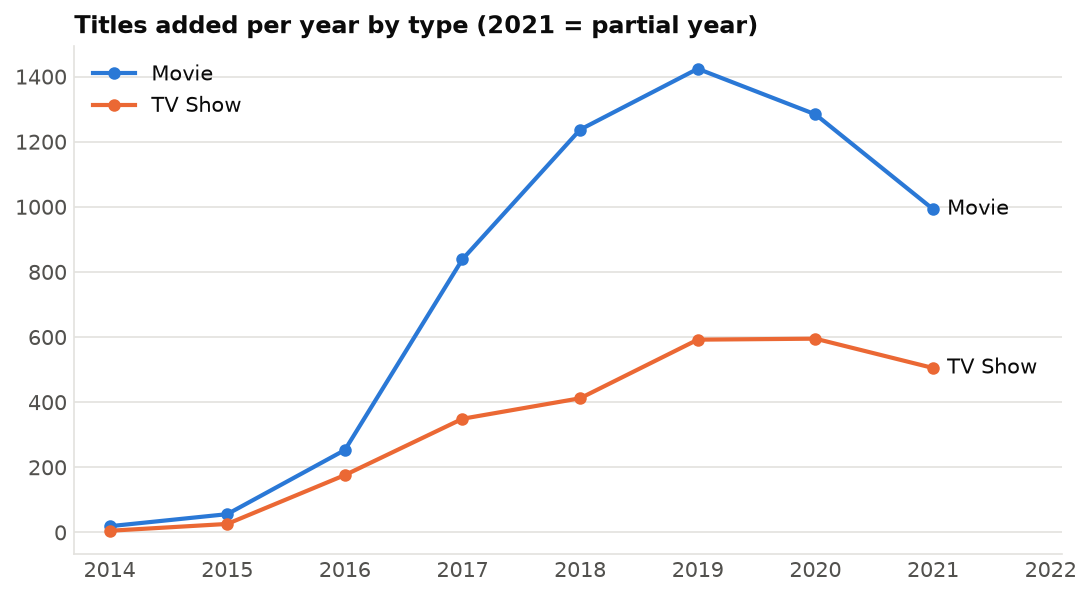 Titles added per year by type (2021 = partial year)
Movie
TV Show
1400
1200
1000
800
600
400
200
0
Movie
TV Show
2014 2015 2016 2017 2018 2019 2020 2021 2022